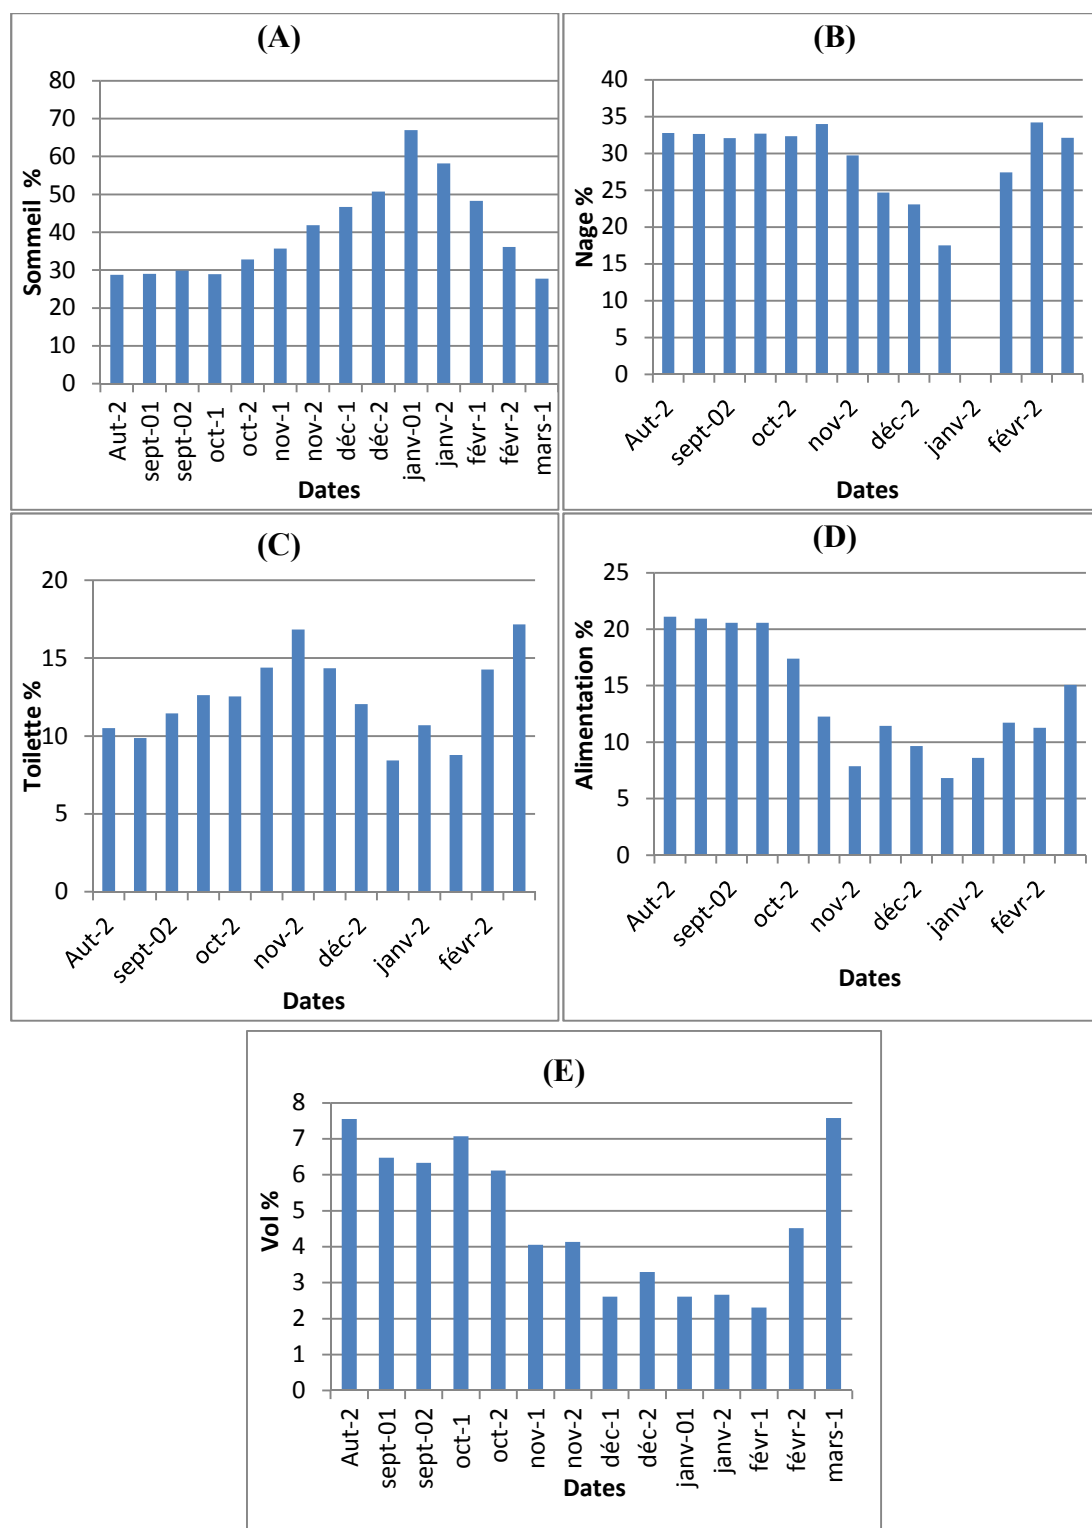 (A)
80
70
60
50
40
30
20
10
0
Sommeil %
Aut-2
sept-01
sept-02
oct-1
oct-2
nov-1
nov-2
déc-1
déc-2
janv-01
janv-2
févr-1
févr-2
mars-1
Dates
(B)
40
35
30
25
20
15
10
5
0
Nage %
Aut-2
sept-02
oct-2
nov-2
déc-2
janv-2
févr-2
Dates
(C)
20
15
10
5
0
Toilette %
Aut-2
sept-02
oct-2
nov-2
déc-2
janv-2
févr-2
Dates
(D)
25
20
15
10
5
0
Alimentation %
Aut-2
sept-02
oct-2
nov-2
déc-2
janv-2
févr-2
Dates
(E)
8
7
6
5
4
3
2
1
0
Vol %
Aut-2
sept-01
sept-02
oct-1
oct-2
nov-1
nov-2
déc-1
déc-2
janv-01
janv-2
févr-1
févr-2
mars-1
Dates